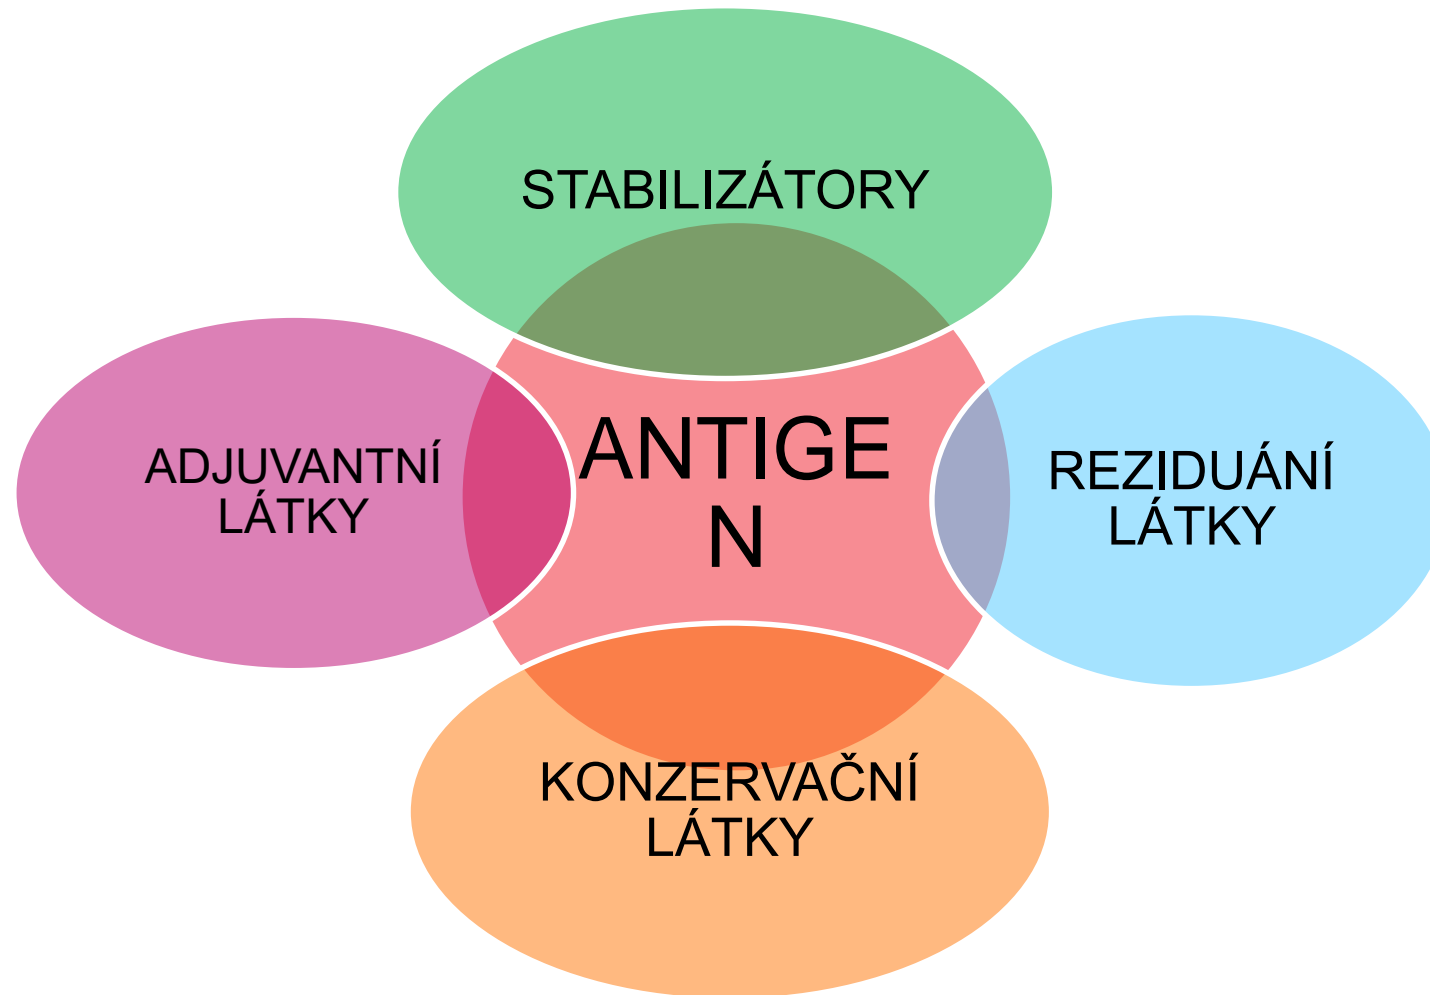 STABILIZÁTORY
ADJUVANTNÍ
LÁTKY
ANTIGE
N
REZIDUÁNÍ
LÁTKY
KONZERVAČNÍ
LÁTKY